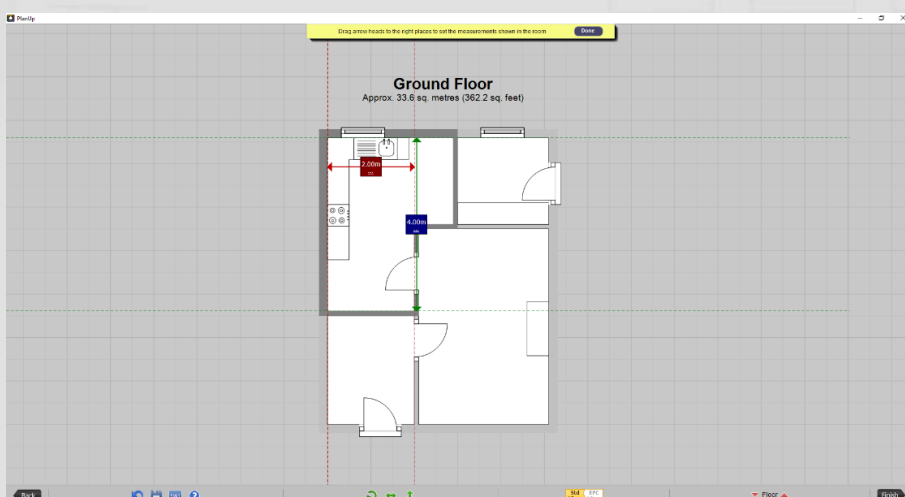 PlanUp
Drag arrow heads to the right places to set the measurements shown in the room
Done
Ground Floor
Approx. 33.6 sq. metres (362.2 sq. feet)
2.00m
4.00m
Back
Std
EPC
Floor
Finish